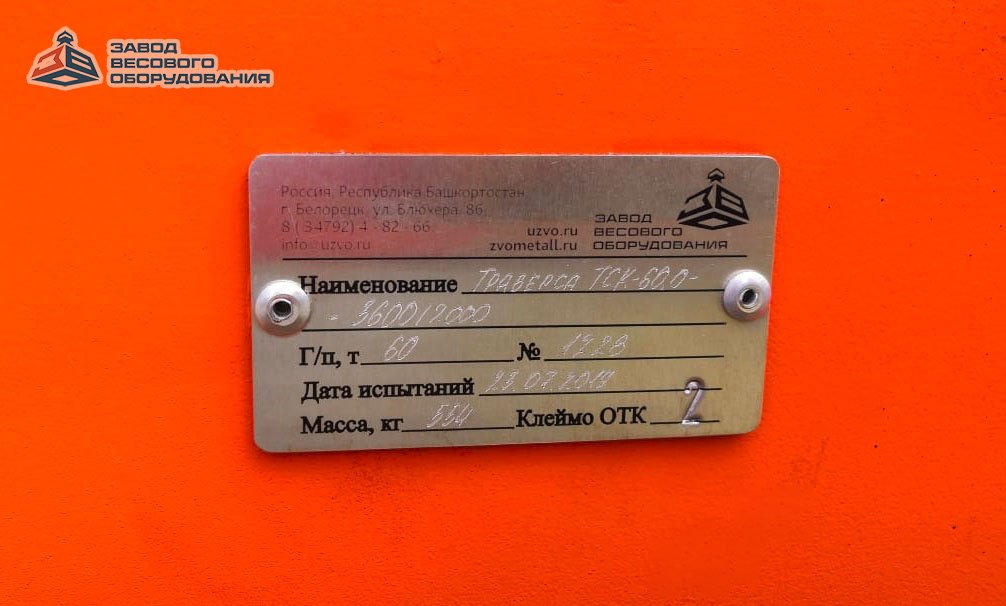 ЗАВОД
ВЕСОВОГО
ОБОРУДОВАНИЯ
Россия, Республика Башкортостан
г. Белорецк, ул. Блюхера, 86
8 ( 34792) 4 - 82 - 66
info@uzvo.ru
uzvo.ru
zvometall.ru
ЗАВОД
ВЕСОВОГО
ОБОРУДОВАНИЯ
Наименование ТРАВЕРСА ТСК-60,0-
-3600/2000
Г/п, т 60 № 1228
Дата испытаний 23.07.2019
Масса, кг 554 Клеймо ОТК 2